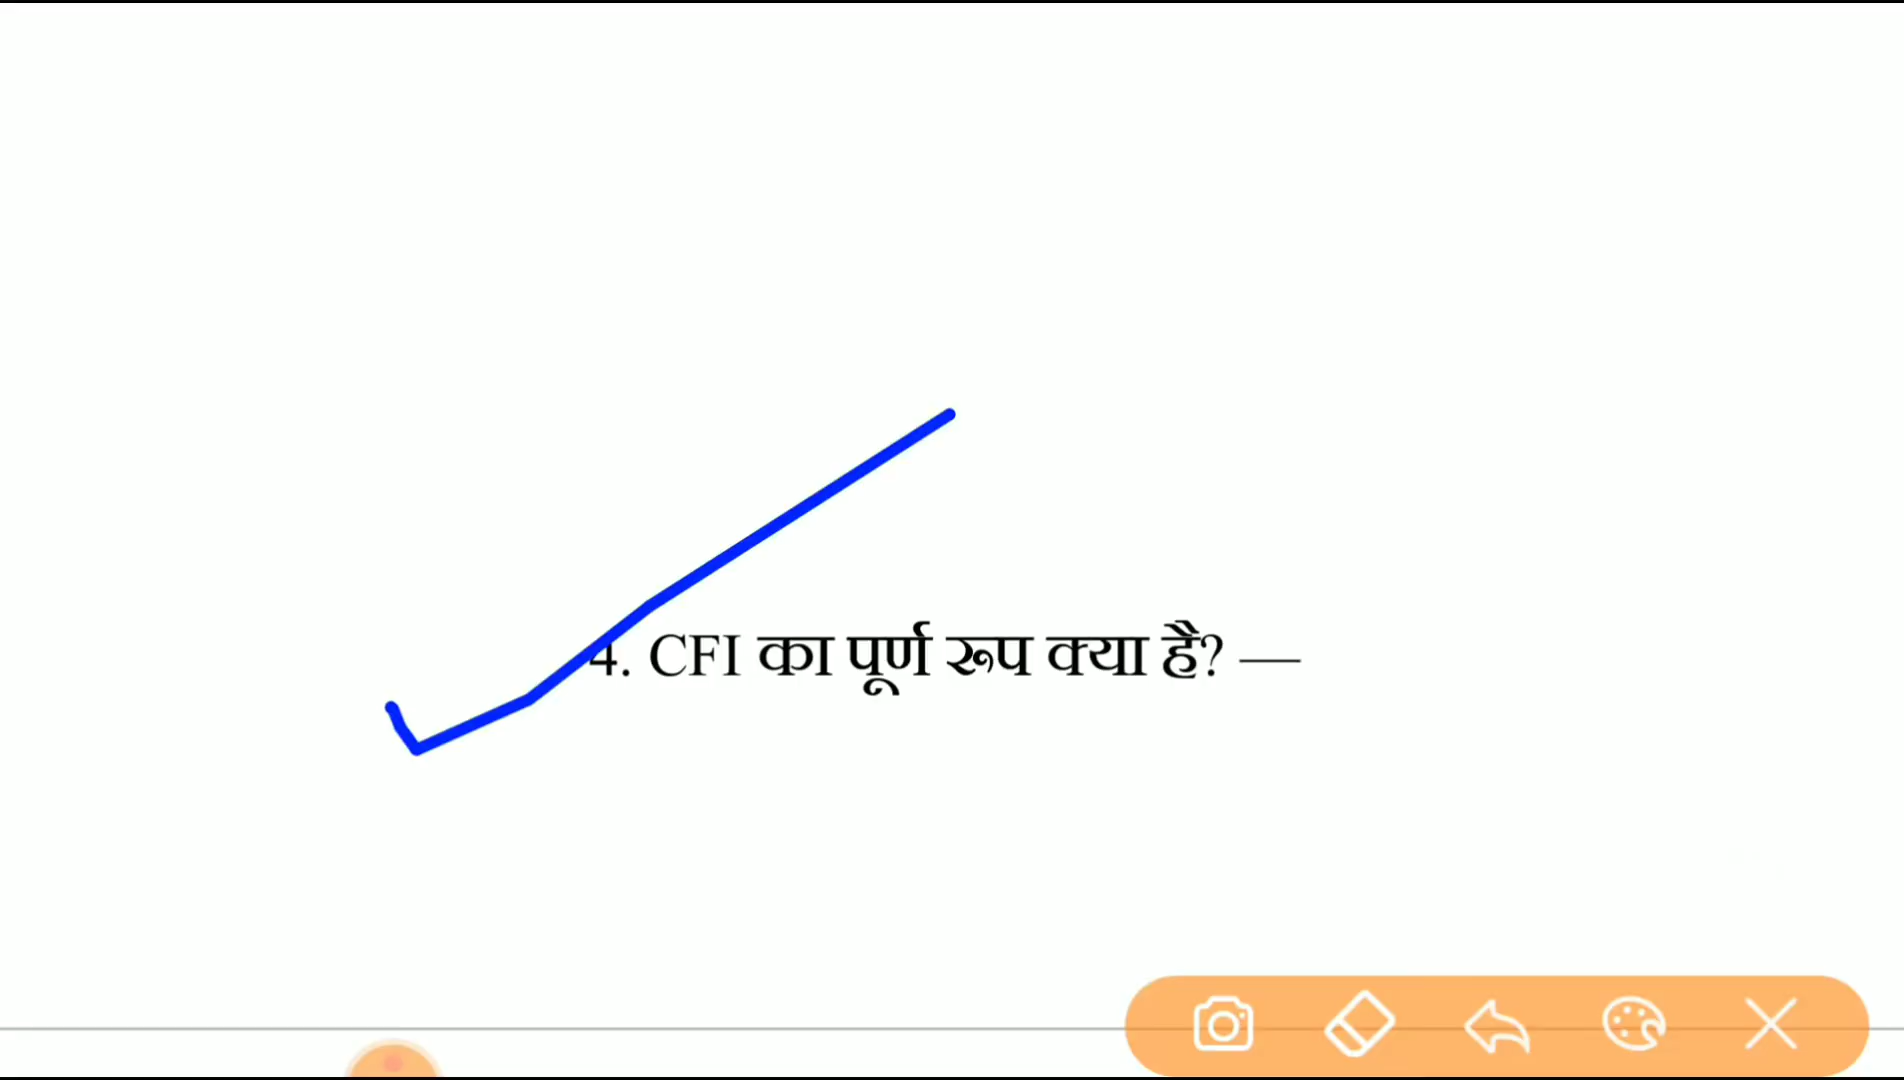 4. CFI का पूर्ण रूप क्या है? —